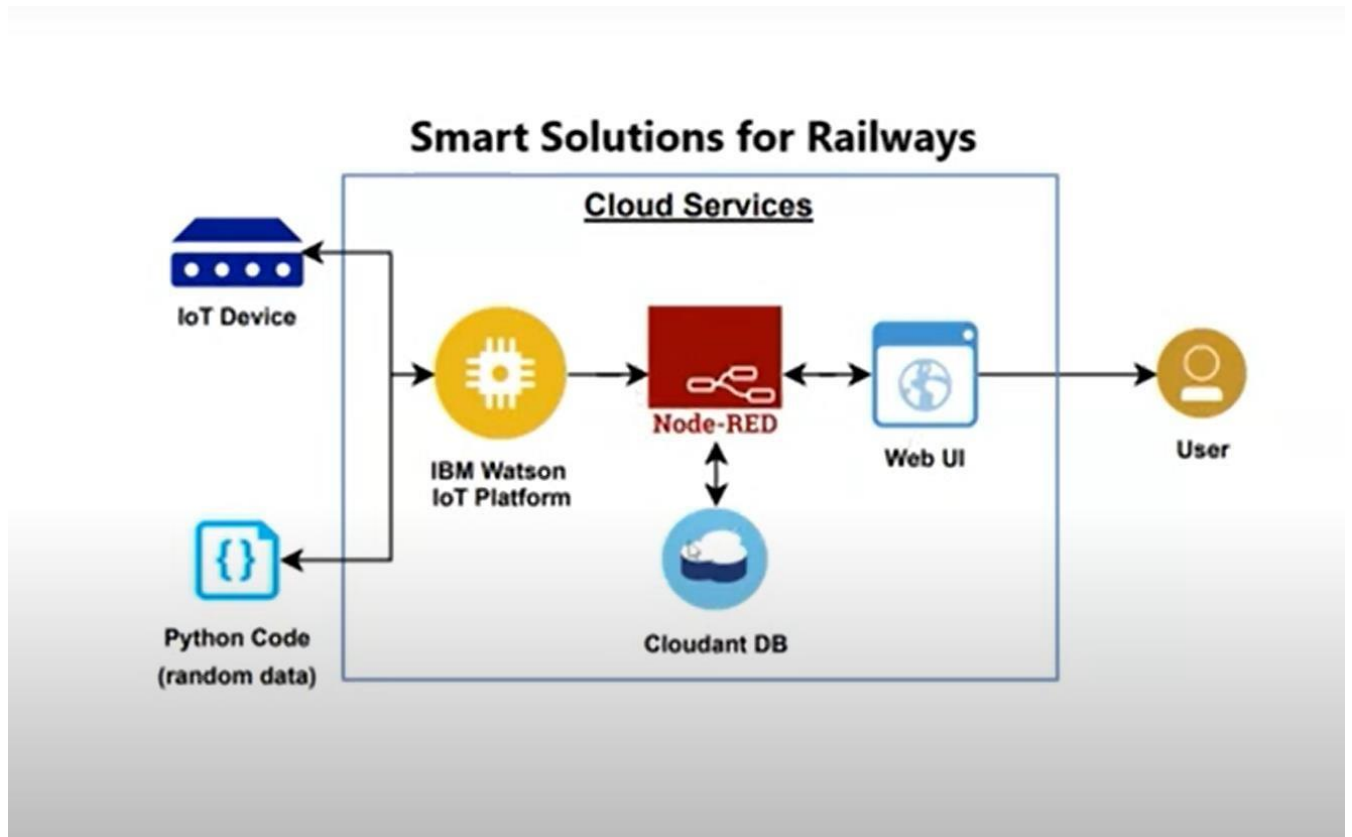 Smart Solutions for Railways
Cloud Services
IoT Device
IBM Watson
IoT Platform
Node-RED
Web UI
User
Python Code
(random data)
Cloudant DB
{}